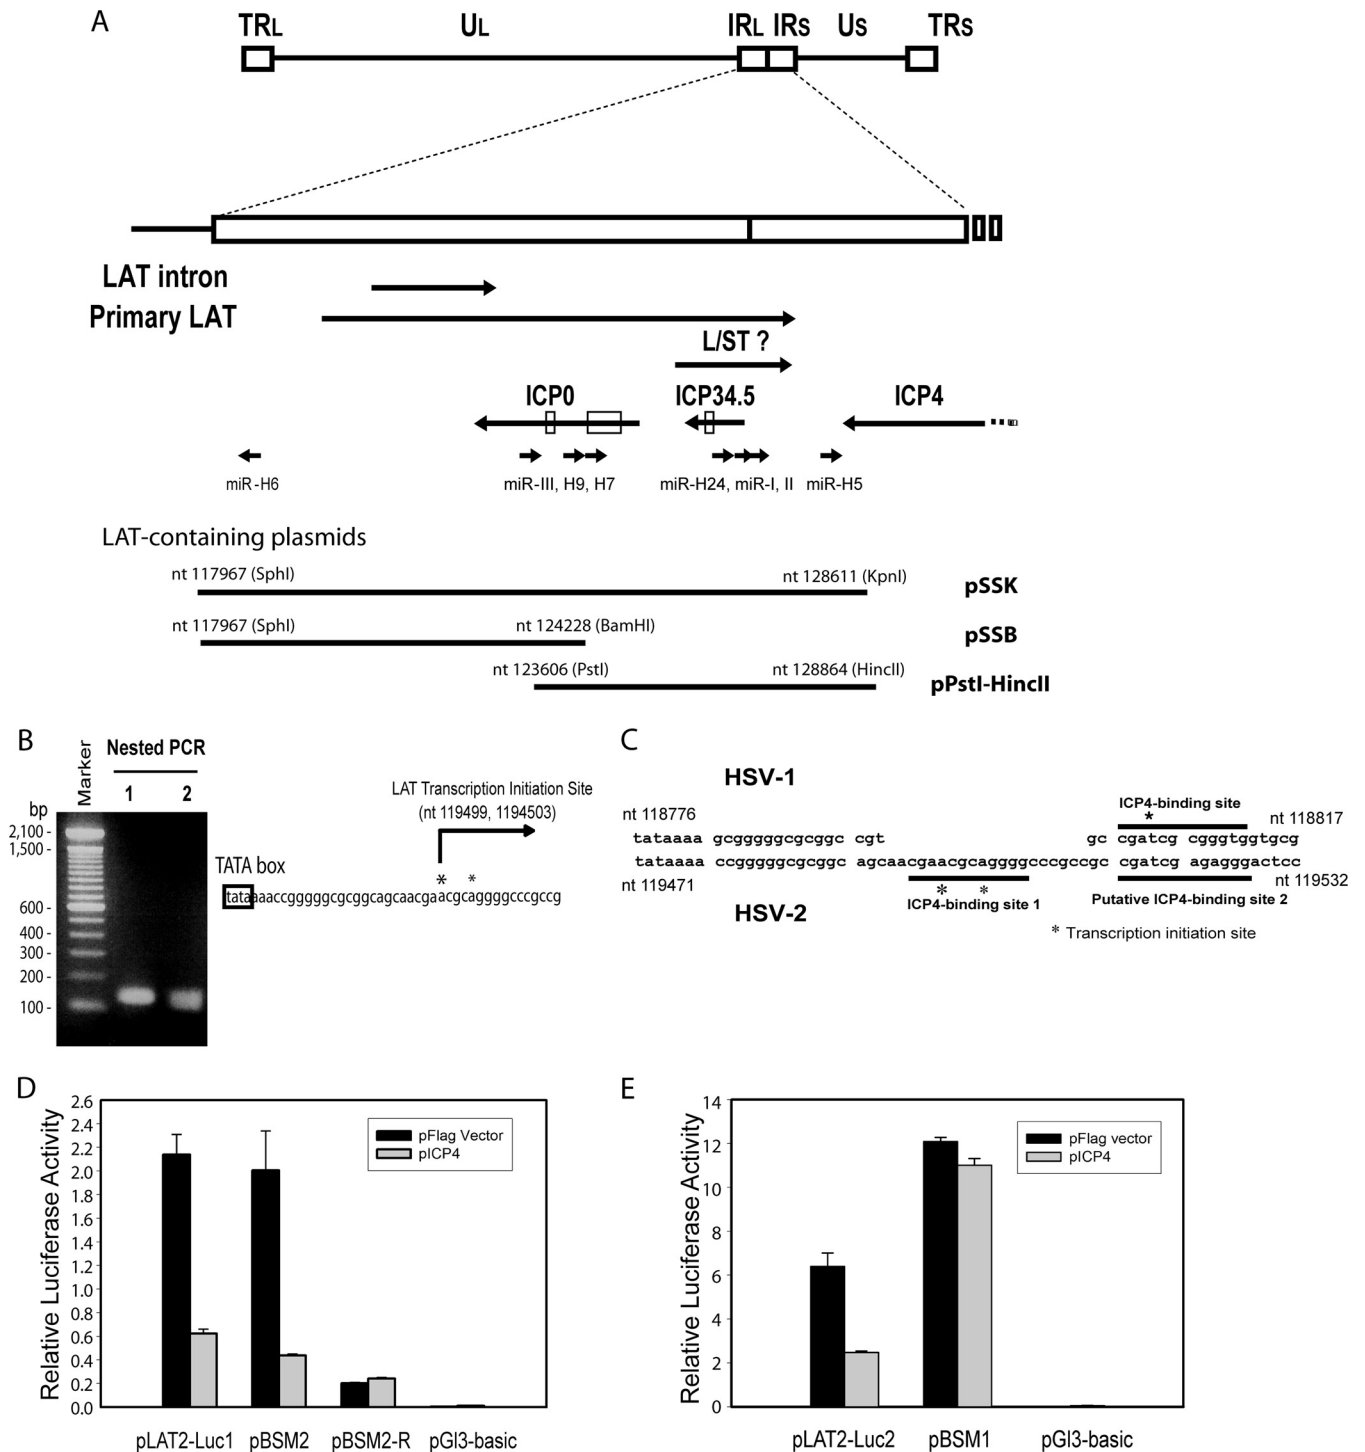 A
TRL UL IRL IRS US TRS
LAT intron
Primary LAT
L/ST ?
ICP0 ICP34.5 ICP4
miR-H6 miR-III, H9, H7 miR-H24, miR-I, II miR-H5
LAT-containing plasmids
nt 117967 (SphI) nt 128611 (KpnI) pSSK
nt 117967 (SphI) nt 124228 (BamHI) pSSB
nt 123606 (PstI) nt 128864 (HincII) pPstI-HincII
B
Marker
Nested PCR
1 2
bp
2,100 -
1,500 -
600 -
400 -
300 -
200 -
100 -
LAT Transcription Initiation Site
(nt 119499, 1194503)
TATA box
* *
tataaaaccgggggcgcggcagcaacgaacgcaggggcccgccg
C
HSV-1
nt 118776 ICP4-binding site nt 118817
*
tataaaa gcgggggcgcggc cgt gc cgatcg cgggtggtgcg
tataaaa ccgggggcgcggc agcaacgaacgcaggggcccgccgc cgatcg agagggactcc
nt 119471 * * nt 119532
HSV-2 ICP4-binding site 1 Putative ICP4-binding site 2
* Transcription initiation site
D
Relative Luciferase Activity
2.6
2.4
2.2
2.0
1.8
1.6
1.4
1.2
1.0
0.8
0.6
0.4
0.2
0.0
pFlag Vector
pICP4
pLAT2-Luc1 pBSM2 pBSM2-R pGl3-basic
E
Relative Luciferase Activity
14
12
10
8
6
4
2
0
pFlag vector
pICP4
pLAT2-Luc2 pBSM1 pGl3-basic